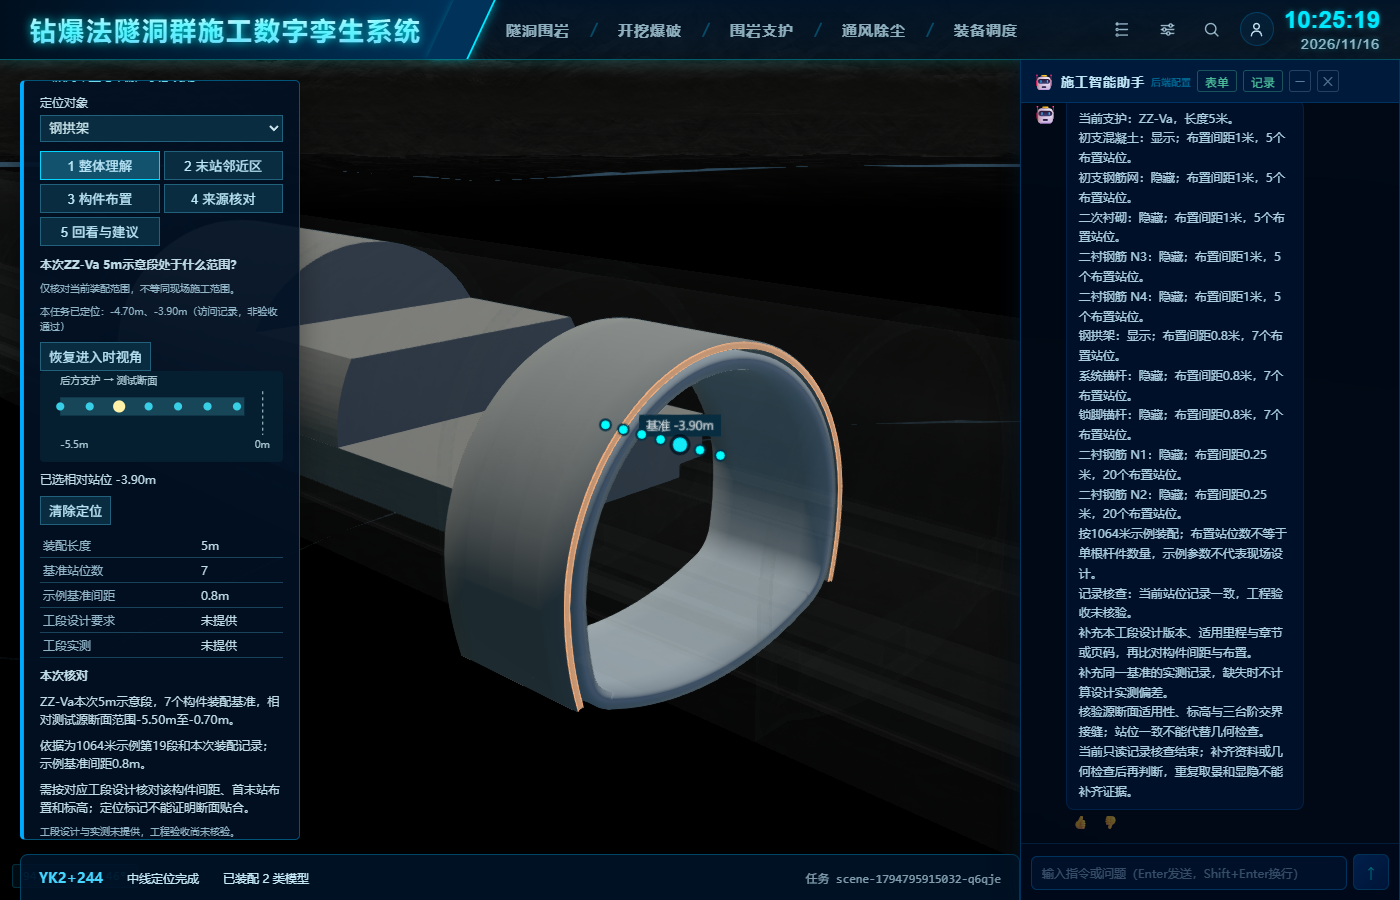 钻爆法隧洞群施工数字孪生系统
隧洞围岩 / 开挖爆破 / 围岩支护 / 通风除尘 / 装备调度
10:25:19
2026/11/16
定位对象
钢拱架
1 整体理解
2 末站邻近区
3 构件布置
4 来源核对
5 回看与建议
本次ZZ-Va 5m示意段处于什么范围?
仅核对当前装配范围，不等同现场施工范围。
本任务已定位：-4.70m、-3.90m（访问记录，非验收
通过）
恢复进入时视角
后方支护 → 测试断面
-5.5m
0m
已选相对站位 -3.90m
清除定位
装配长度 5m
基准站位数 7
示例基准间距 0.8m
工段设计要求 未提供
工段实测 未提供
本次核对
ZZ-Va本次5m示意段，7个构件装配基准，相
对测试源断面范围-5.50m至-0.70m。
依据为1064米示例第19段和本次装配记录；
示例基准间距0.8m。
需按对应工段设计核对该构件间距、首末站布
置和标高；定位标记不能证明断面贴合。
工段设计与实测未提供，工程验收尚未核验。
基准 -3.90m
YK2+244 中线定位完成 已装配 2 类模型
任务 scene-1794795915032-q6qje
施工智能助手 后端配置 表单 记录
当前支护：ZZ-Va，长度5米。
初支混凝土：显示；布置间距1米，5个
布置站位。
初支钢筋网：隐藏；布置间距1米，5个
布置站位。
二次衬砌：隐藏；布置间距1米，5个布
置站位。
二衬钢筋 N3：隐藏；布置间距1米，5
个布置站位。
二衬钢筋 N4：隐藏；布置间距1米，5
个布置站位。
钢拱架：显示；布置间距0.8米，7个布
置站位。
系统锚杆：隐藏；布置间距0.8米，7个
布置站位。
锁脚锚杆：隐藏；布置间距0.8米，7个
布置站位。
二衬钢筋 N1：隐藏；布置间距0.25
米，20个布置站位。
二衬钢筋 N2：隐藏；布置间距0.25
米，20个布置站位。
按1064米示例装配；布置站位数不等于
单根杆件数量，示例参数不代表现场设
计。
记录核查：当前站位记录一致，工程验
收未核验。
补充本工段设计版本、适用里程与章节
或页码，再比对构件间距与布置。
补充同一基准的实测记录，缺失时不计
算设计实测偏差。
核验源断面适用性、标高与三台阶交界
接缝；站位一致不能代替几何检查。
当前只读记录核查结束；补齐资料或几
何检查后再判断，重复取景和显隐不能
补齐证据。
输入指令或问题（Enter发送，Shift+Enter换行）